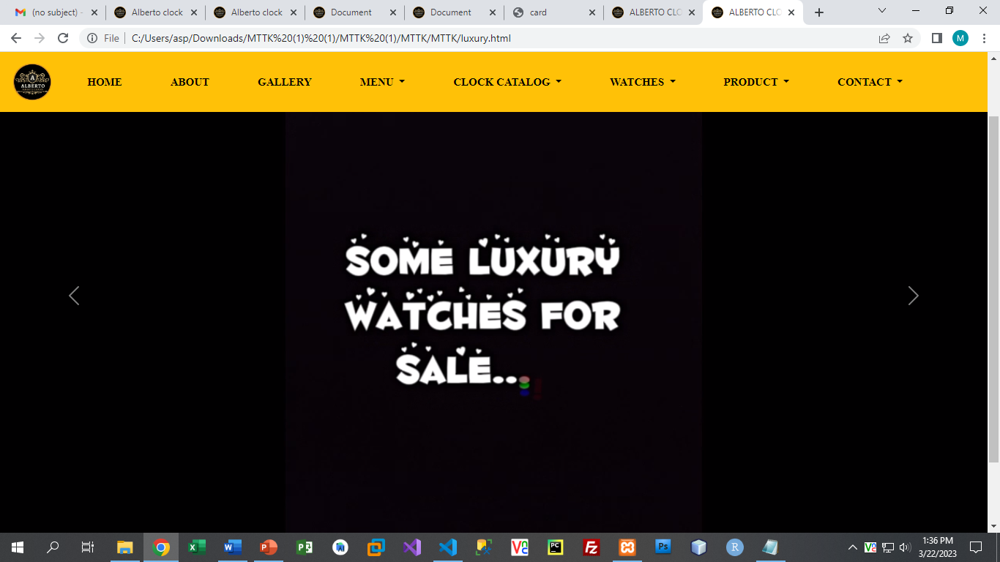 (no subject) -
Alberto clock
Alberto clock
Document
Document
card
ALBERTO CLO
ALBERTO CLO
File
C:/Users/asp/Downloads/MTTK%20(1)%20(1)/MTTK%20(1)/MTTK/MTTK/luxury.html
M
A
ALBERTO
HOME
ABOUT
GALLERY
MENU
CLOCK CATALOG
WATCHES
PRODUCT
CONTACT
SOME LUXURY
WATCHES FOR
SALE...
1:36 PM
3/22/2023